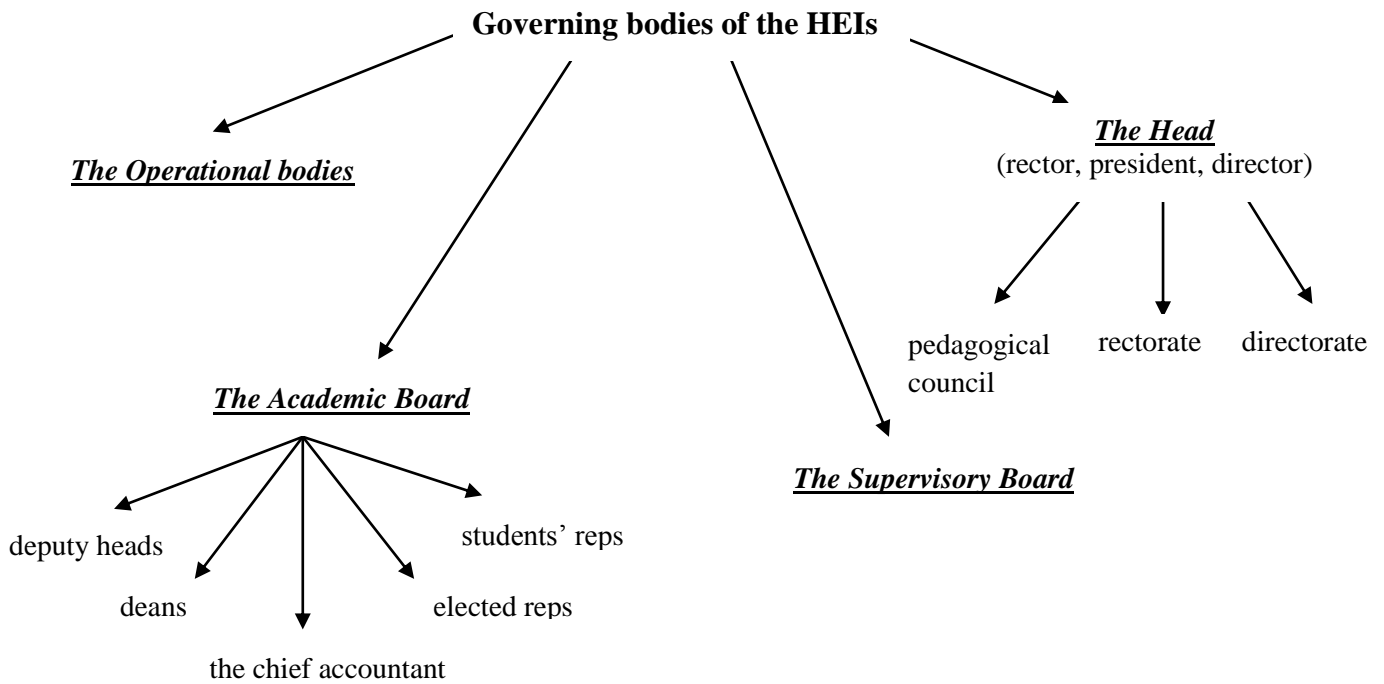 Governing bodies of the HEIs
The Head
(rector, president, director)
The Operational bodies
pedagogical
council
rectorate
directorate
The Academic Board
The Supervisory Board
students’ reps
deputy heads
deans
elected reps
the chief accountant